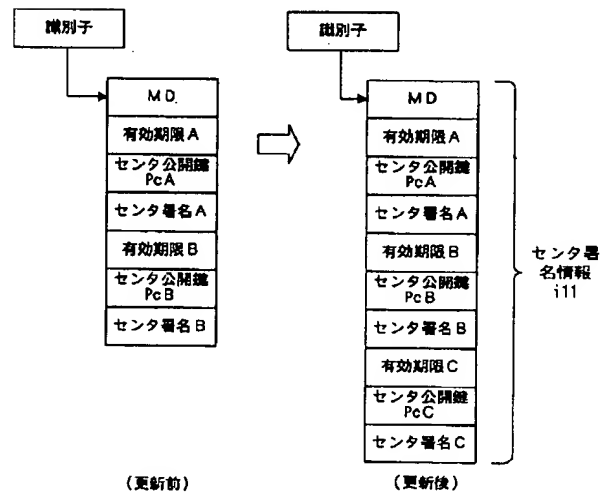 識別子
MD.
有効期限A
センタ公開鍵
PcA
センタ署名A
有効期限B
センタ公開鍵
PcB
センタ署名B
(更新前)
識別子
MD
有効期限A
センタ公開鍵
PcA
センタ署名A
有効期限B
センタ公開鍵
PcB
センタ署名B
有効期限C
センタ公開鍵
PcC
センタ署名C
(更新後)
センタ署
名情報
i11